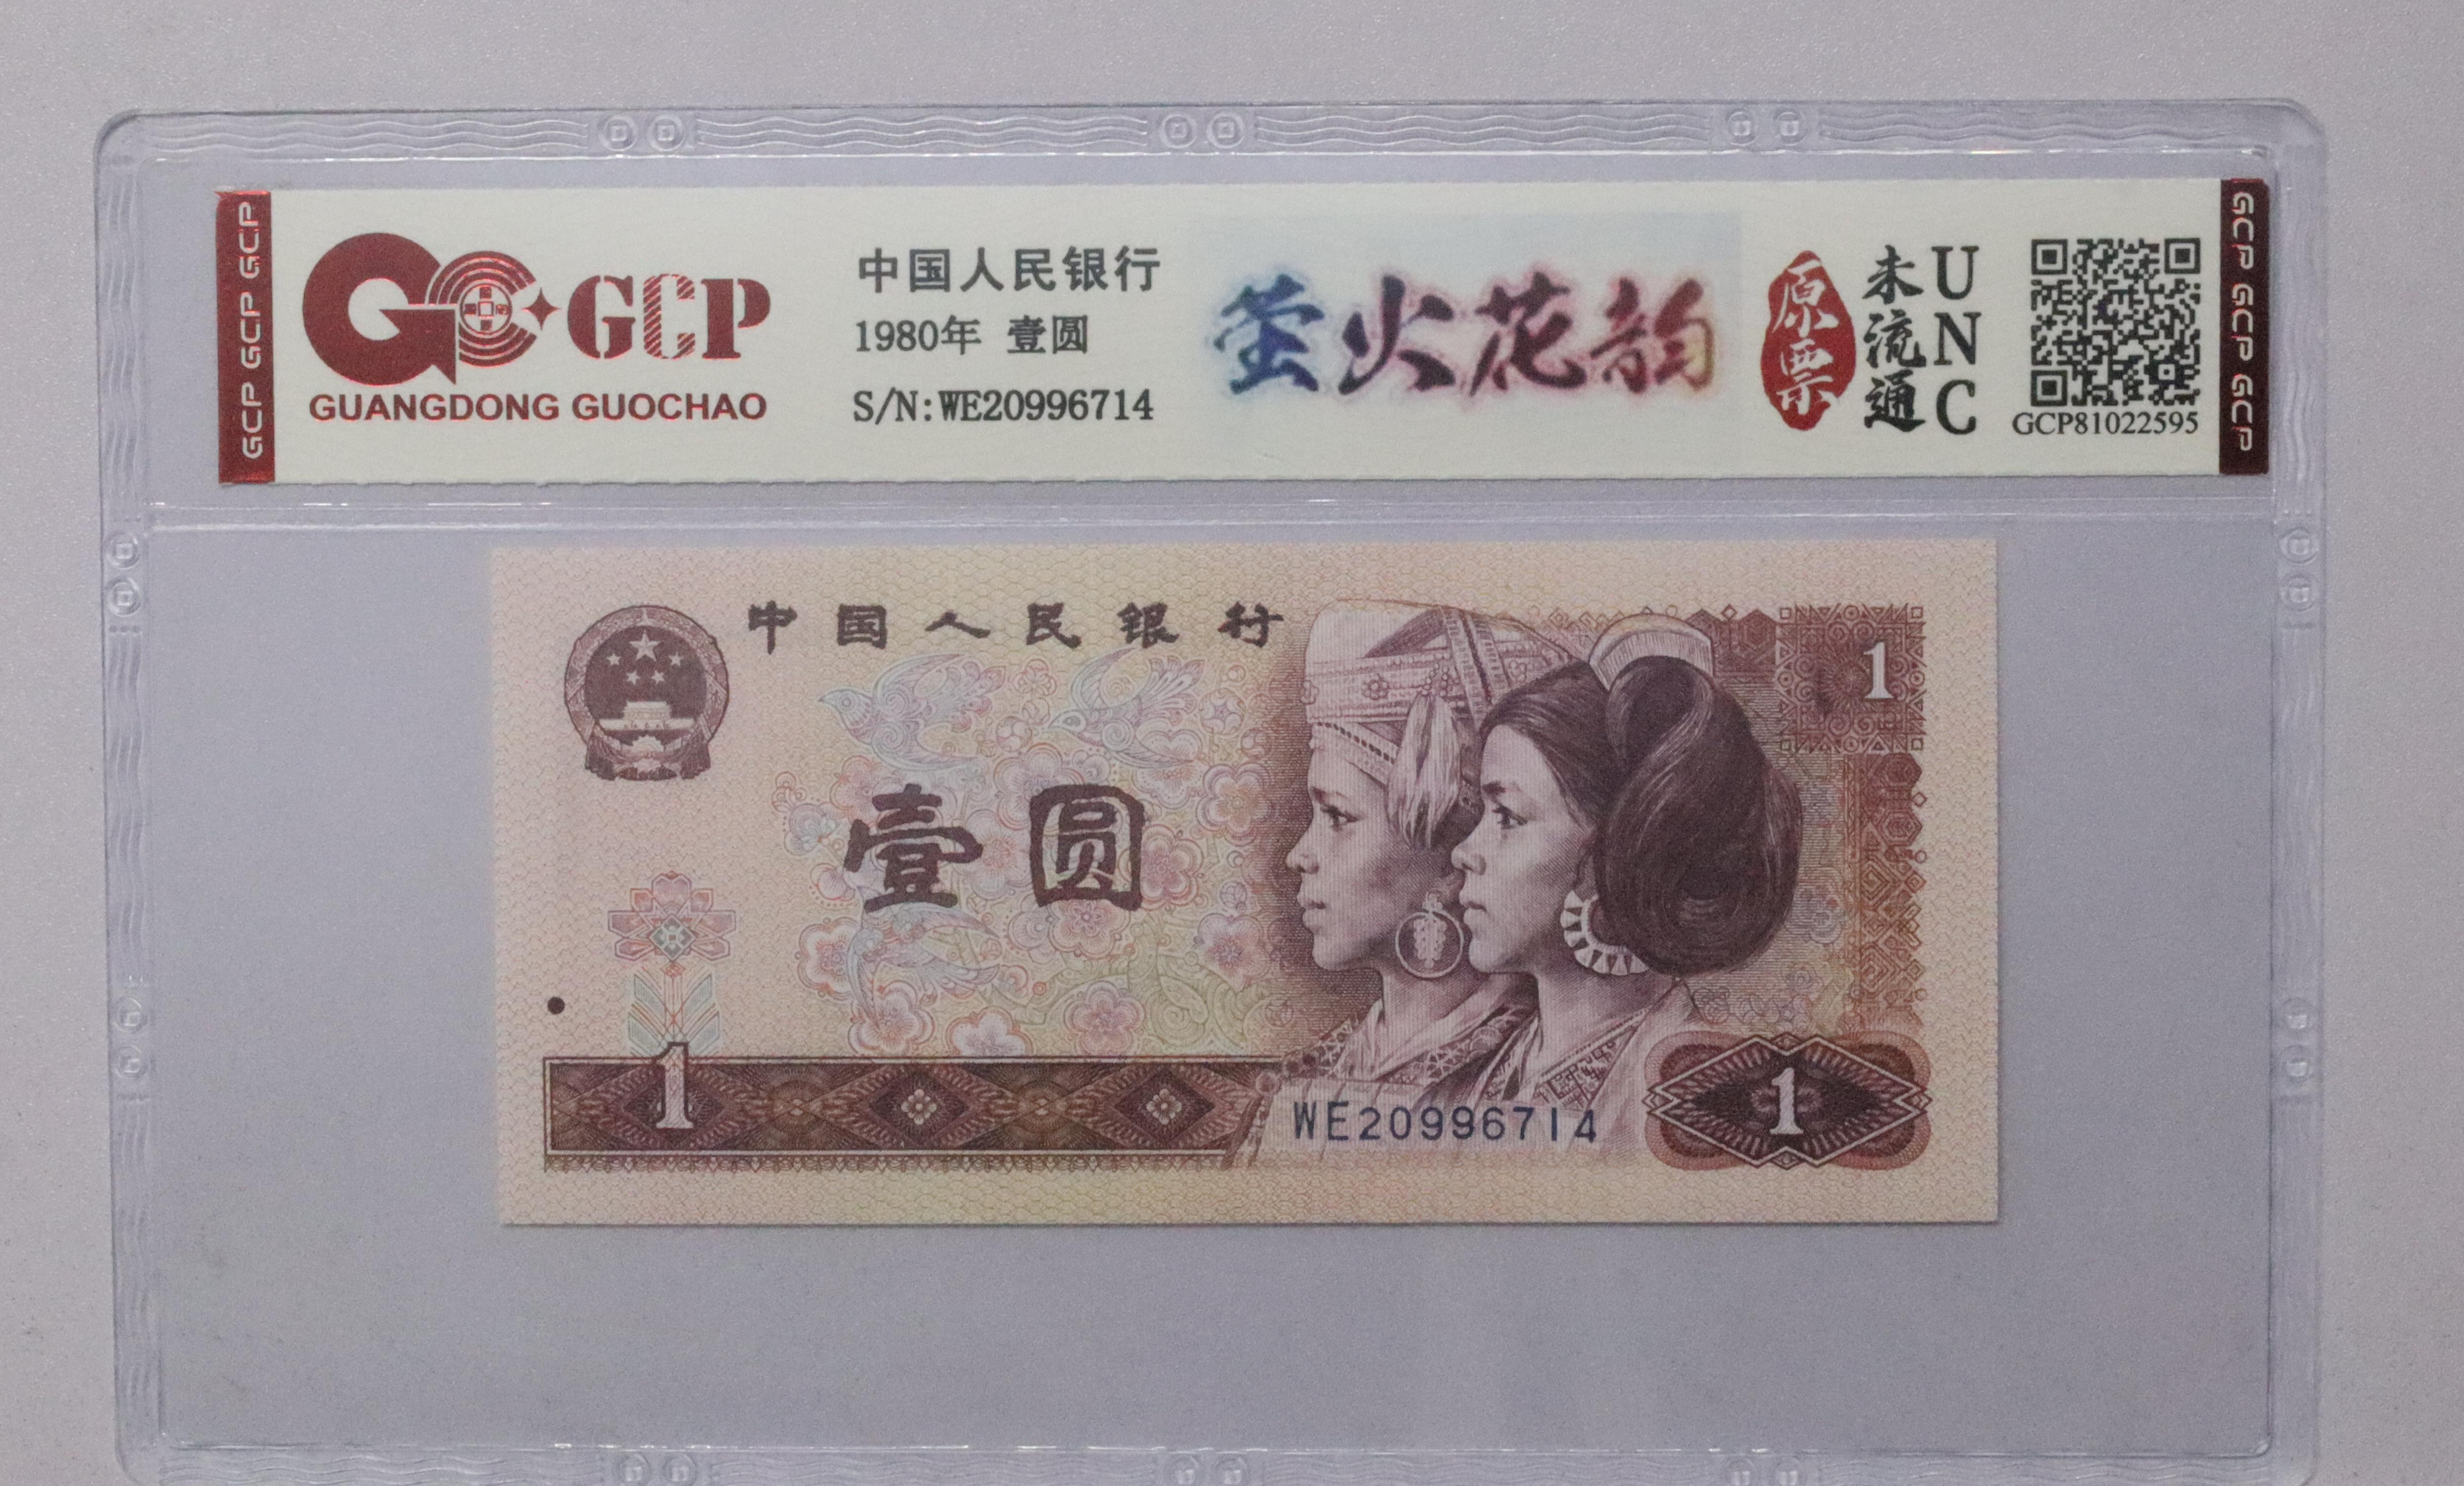 GCP GCP GCP
GCP
GUANGDONG GUOCHAO
中国人民银行
1980年 壹圆
S/N:WE20996714
萤火花韵
原票
未流通
UNC
GCP81022595
GCP GCP GCP GCP
中国人民银行
1
壹圆
1
WE20996714
1